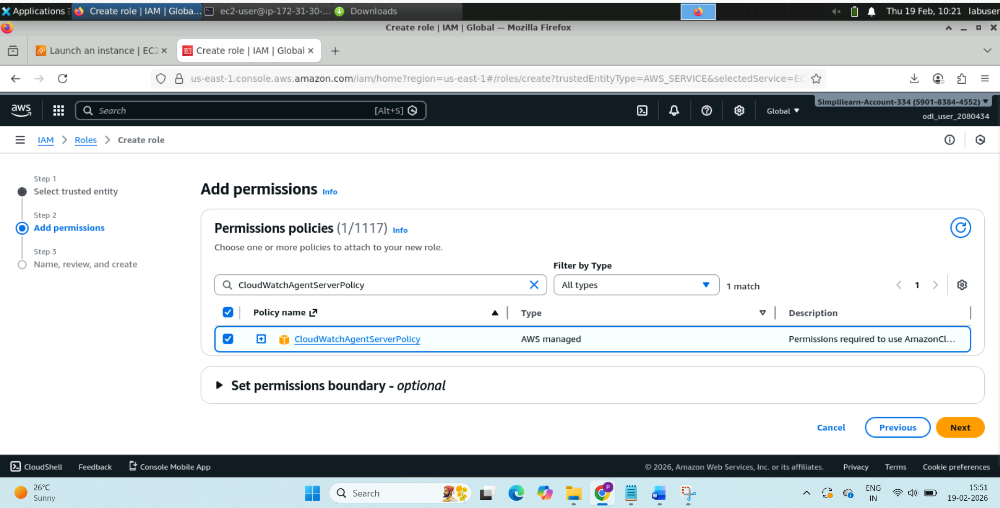 Applications
Create role | IAM | Globa...
ec2-user@ip-172-31-30-...
Downloads
Thu 19 Feb, 10:21 labuser
Create role | IAM | Global — Mozilla Firefox
Launch an instance | EC2
Create role | IAM | Global
us-east-1.console.aws.amazon.com/iam/home?region=us-east-1#/roles/create?trustedEntityType=AWS_SERVICE&selectedService=EC
aws
Search
[Alt+S]
Global
Simplilearn-Account-334 (5901-8384-4552)
odl_user_2080434
IAM
Roles
Create role
Step 1
Select trusted entity
Step 2
Add permissions
Step 3
Name, review, and create
Add permissions Info
Permissions policies (1/1117) Info
Choose one or more policies to attach to your new role.
Filter by Type
CloudWatchAgentServerPolicy
All types
1 match
1
Policy name
Type
Description
CloudWatchAgentServerPolicy
AWS managed
Permissions required to use AmazonCl...
Set permissions boundary - optional
Cancel
Previous
Next
CloudShell
Feedback
Console Mobile App
© 2026, Amazon Web Services, Inc. or its affiliates.
Privacy
Terms
Cookie preferences
26°C
Sunny
Search
P
W
ENG
IN
15:51
19-02-2026